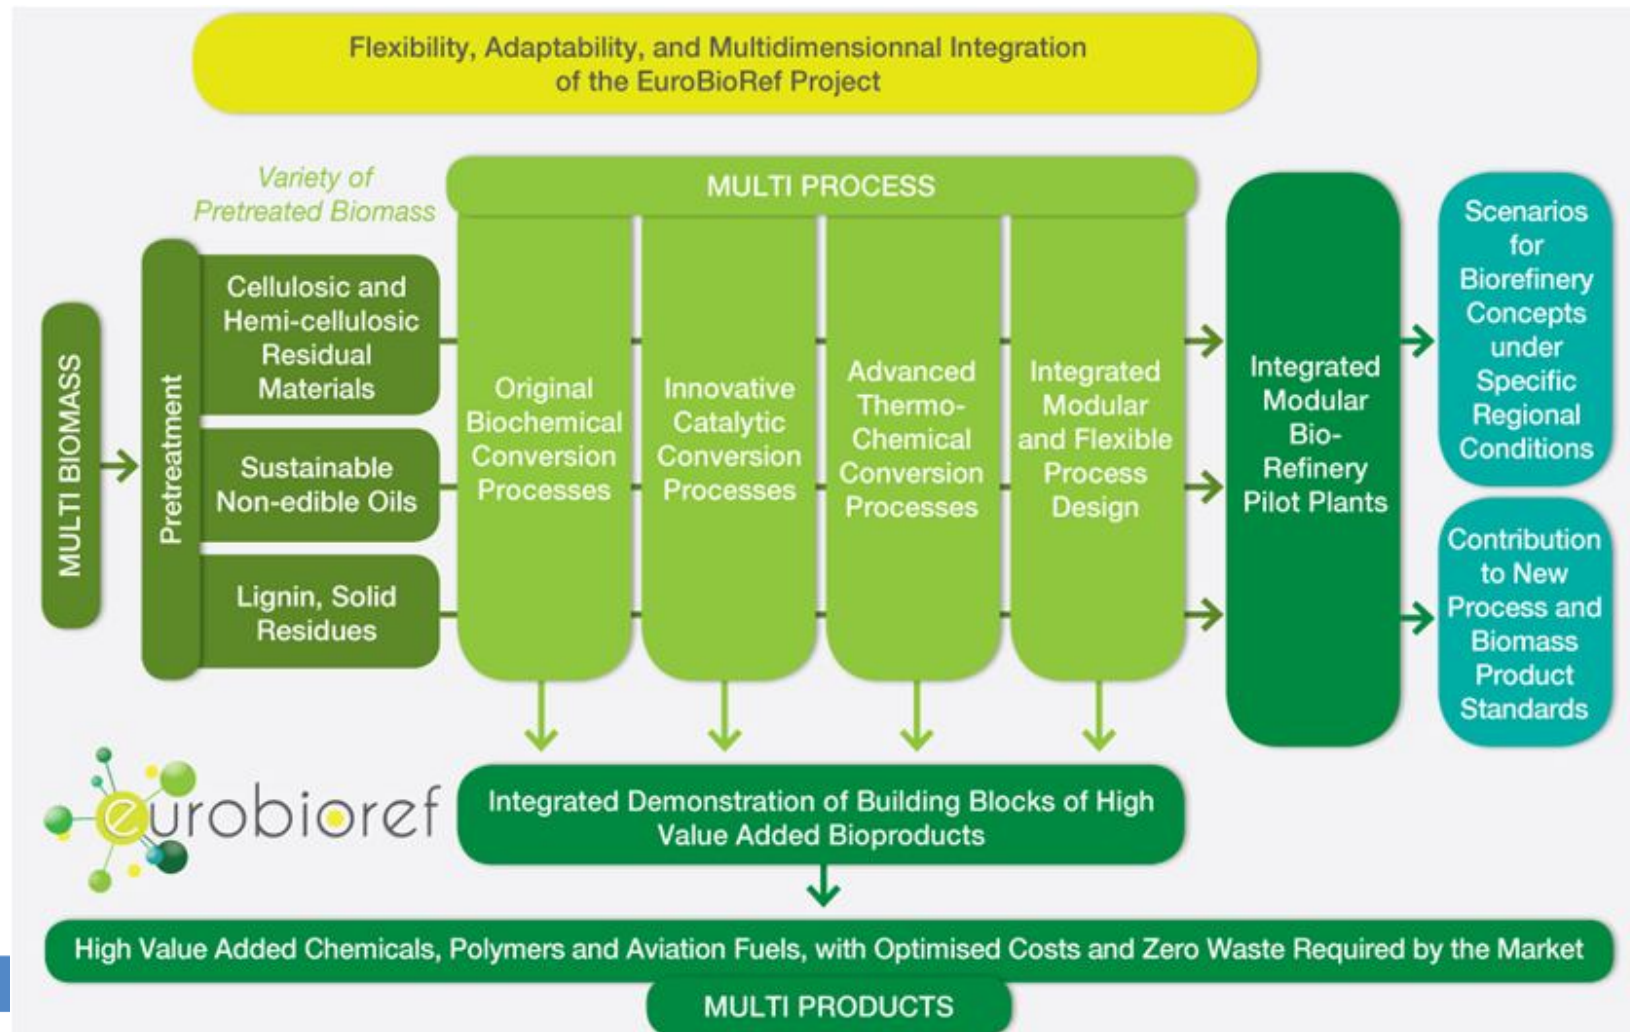 Flexibility, Adaptability, and Multidimensionnal Integration
of the EuroBioRef Project
Variety of
Pretreated Biomass
MULTI PROCESS
MULTI BIOMASS
Pretreatment
Cellulosic and
Hemi-cellulosic
Residual
Materials
Sustainable
Non-edible Oils
Lignin, Solid
Residues
Original
Biochemical
Conversion
Processes
Innovative
Catalytic
Conversion
Processes
Advanced
Thermo-
Chemical
Conversion
Processes
Integrated
Modular
and Flexible
Process
Design
Integrated
Modular
Bio-
Refinery
Pilot Plants
Scenarios
for
Biorefinery
Concepts
under
Specific
Regional
Conditions
Contribution
to New
Process and
Biomass
Product
Standards
eurobioref
Integrated Demonstration of Building Blocks of High
Value Added Bioproducts
High Value Added Chemicals, Polymers and Aviation Fuels, with Optimised Costs and Zero Waste Required by the Market
MULTI PRODUCTS